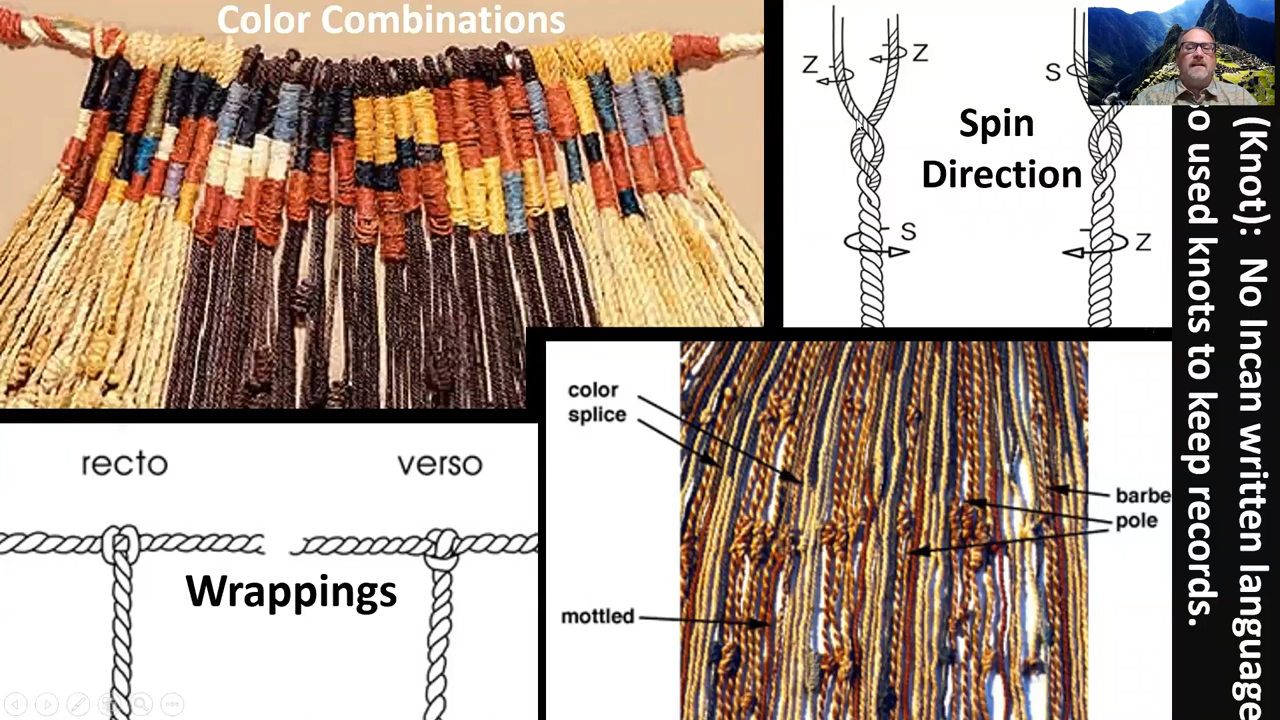 Color Combinations
Z
Z
S
Spin
Direction
S
Z
(Knot): No Incan written language
o used knots to keep records.
color
splice
barbe
pole
mottled
recto
verso
Wrappings